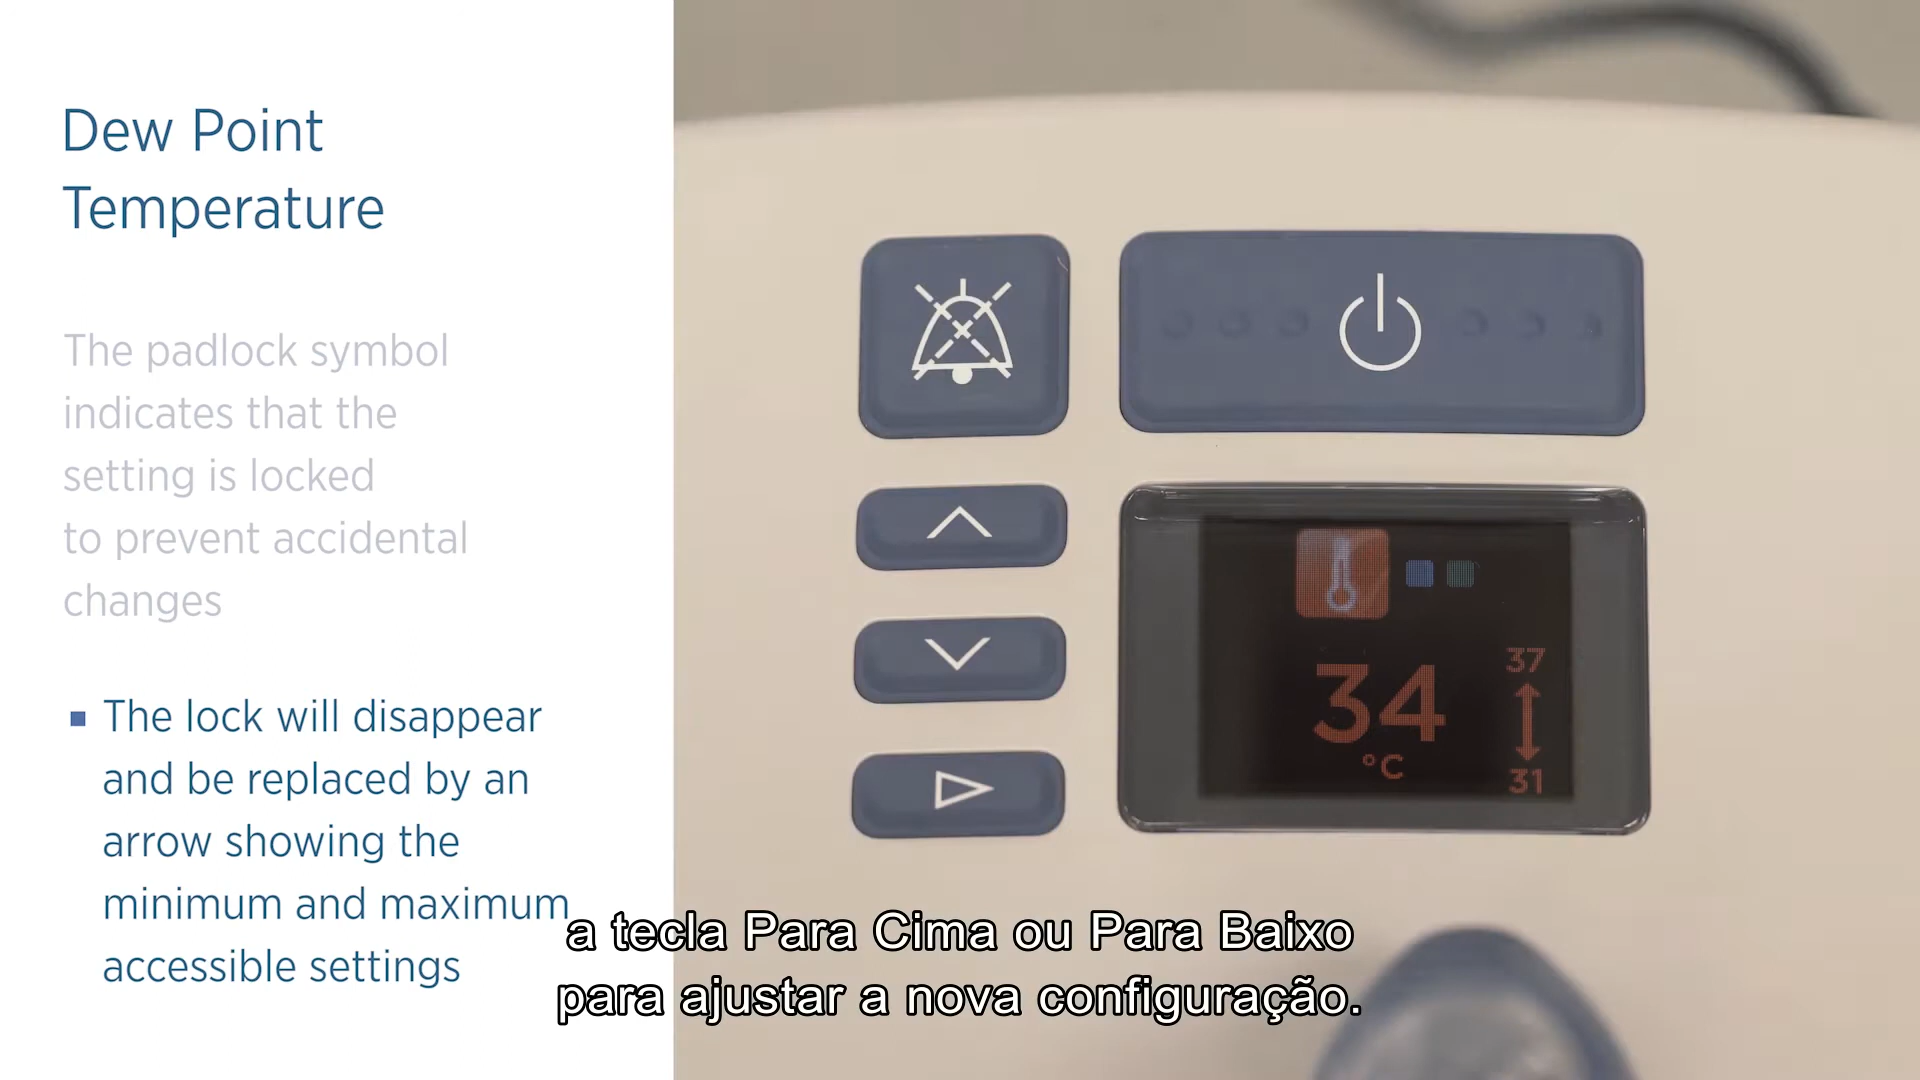 Dew Point
Temperature
The padlock symbol
indicates that the
setting is locked
to prevent accidental
changes
The lock will disappear
and be replaced by an
arrow showing the
minimum and maximum
accessible settings
37
34
°C
31
a tecla Para Cima ou Para Baixo
para ajustar a nova configuração.